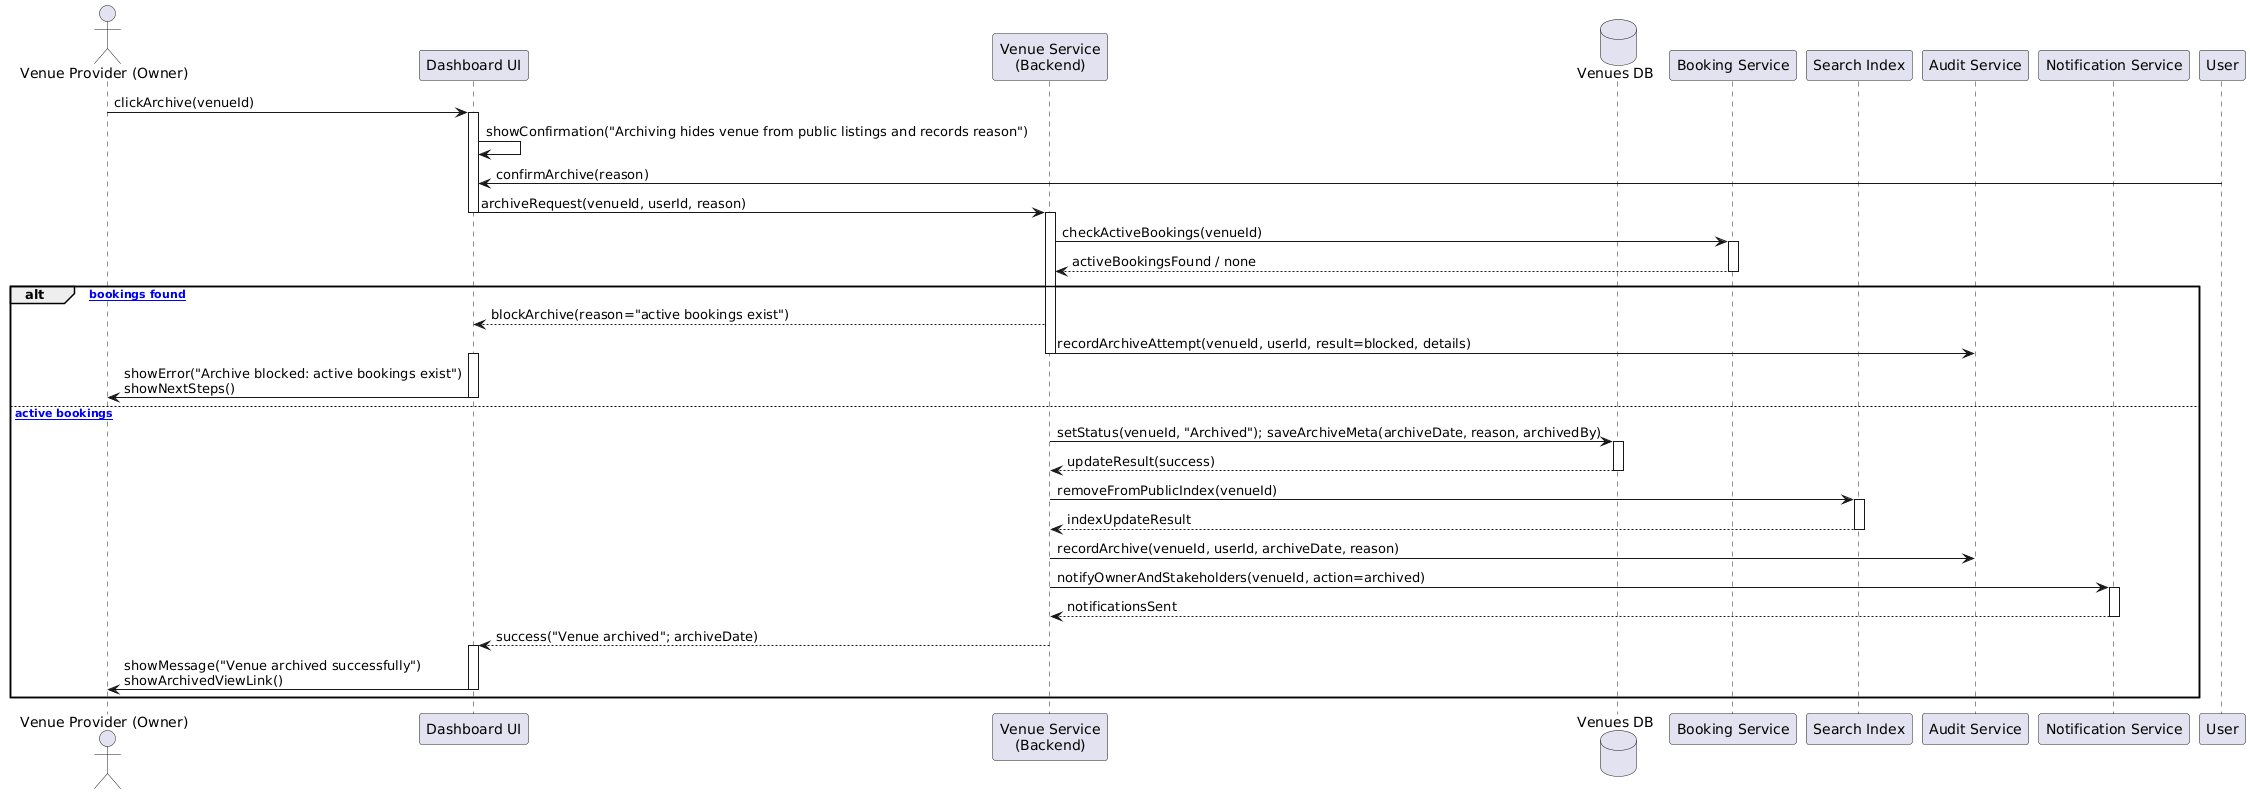 Venue Provider (Owner)
Dashboard UI
Venue Service
(Backend)
Venues DB
Booking Service
Search Index
Audit Service
Notification Service
User
clickArchive(venueId)
showConfirmation("Archiving hides venue from public listings and records reason")
confirmArchive(reason)
archiveRequest(venueId, userId, reason)
checkActiveBookings(venueId)
activeBookingsFound / none
alt
bookings found
blockArchive(reason="active bookings exist")
recordArchiveAttempt(venueId, userId, result=blocked, details)
showError("Archive blocked: active bookings exist")
showNextSteps()
active bookings
setStatus(venueId, "Archived"); saveArchiveMeta(archiveDate, reason, archivedBy)
updateResult(success)
removeFromPublicIndex(venueId)
indexUpdateResult
recordArchive(venueId, userId, archiveDate, reason)
notifyOwnerAndStakeholders(venueId, action=archived)
notificationsSent
success("Venue archived"; archiveDate)
showMessage("Venue archived successfully")
showArchivedViewLink()
Venue Provider (Owner)
Dashboard UI
Venue Service
(Backend)
Venues DB
Booking Service
Search Index
Audit Service
Notification Service
User